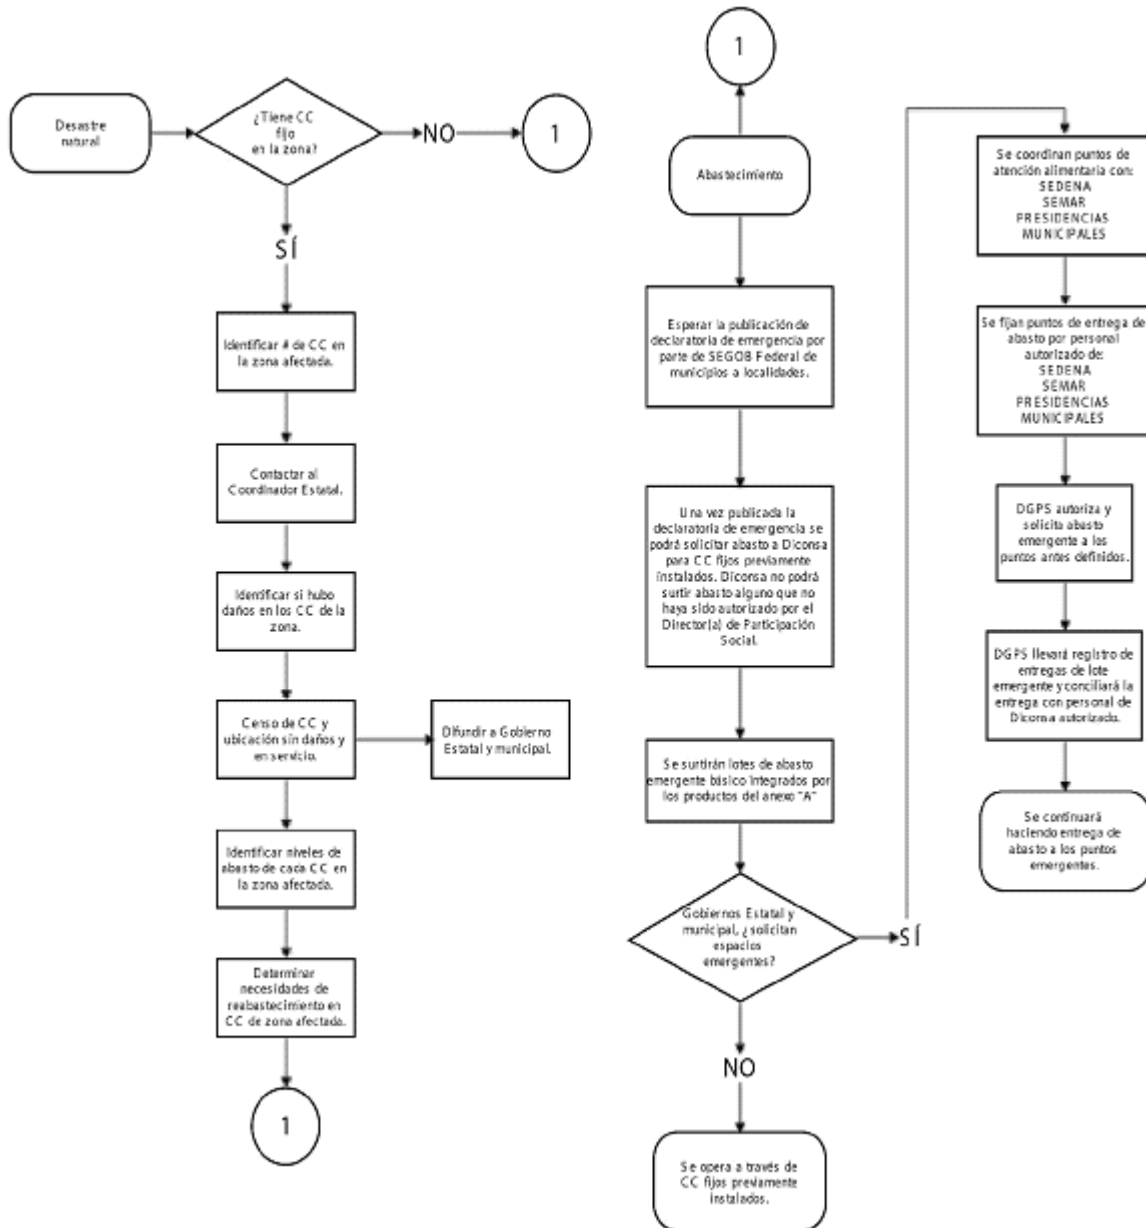 Desastre
natural
¿Tiene CC
fijo
en la zona?
NO
1
SÍ
Identificar # de CC en
la zona afectada.
Contactar al
Coordinador Estatal.
Identificar si hubo
daños en los CC de la
zona.
Censo de CC y
ubicación sin daños y
en servicio.
Difundir a Gobierno
Estatal y municipal.
Identificar niveles de
abasto de cada CC en
la zona afectada.
Determinar
necesidades de
reabastecimiento en
CC de zona afectada.
1
1
Abastecimiento
Esperar la publicación de
declaratoria de emergencia por
parte de SEGOB Federal de
municipios a localidades.
Una vez publicada la
declaratoria de emergencia se
podrá solicitar abasto a Diconsa
para CC fijos previamente
instalados. Diconsa no podrá
surtir abasto alguno que no
haya sido autorizado por el
Director(a) de Participación
Social.
Se surtirán lotes de abasto
emergente básico integrados por
los productos del anexo "A"
Gobiernos Estatal y
municipal, ¿solicitan
espacios
emergentes?
SÍ
NO
Se opera a través de
CC fijos previamente
instalados.
Se coordinan puntos de
atención alimentaria con:
SEDENA
SEMAR
PRESIDENCIAS
MUNICIPALES
Se fijan puntos de entrega de
abasto por personal
autorizado de:
SEDENA
SEMAR
PRESIDENCIAS
MUNICIPALES
DGPS autoriza y
solicita abasto
emergente a los
puntos antes definidos.
DGPS llevará registro de
entregas de lote
emergente y conciliará la
entrega con personal de
Diconsa autorizado.
Se continuará
haciendo entrega de
abasto a los puntos
emergentes.